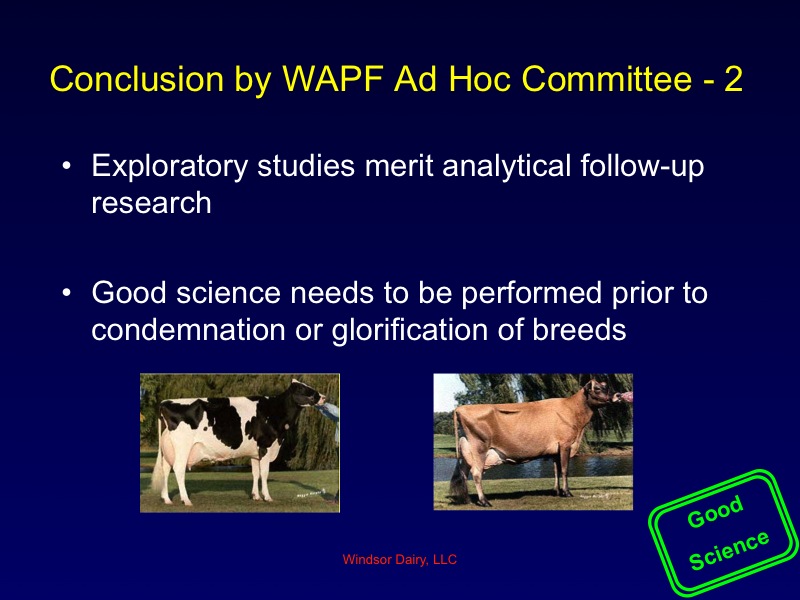 Conclusion by WAPF Ad Hoc Committee - 2
• Exploratory studies merit analytical follow-up
research
• Good science needs to be performed prior to
condemnation or glorification of breeds
Good
Science
Windsor Dairy, LLC